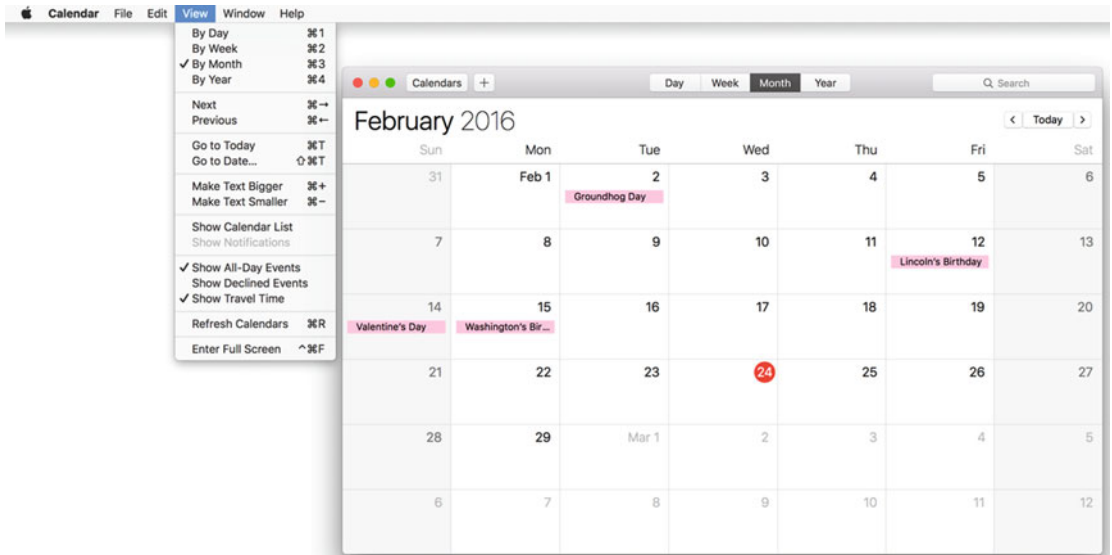 Calendar File Edit View Window Help
By Day ⌘1
By Week ⌘2
✓ By Month ⌘3
By Year ⌘4
Next ⌘→
Previous ⌘←
Go to Today ⌘T
Go to Date... ⇧⌘T
Make Text Bigger ⌘+
Make Text Smaller ⌘−
Show Calendar List
Show Notifications
✓ Show All-Day Events
Show Declined Events
✓ Show Travel Time
Refresh Calendars ⌘R
Enter Full Screen ^⌘F
Calendars + Day Week Month Year Search
February 2016 < Today >
Sun Mon Tue Wed Thu Fri Sat
31 Feb 1 2 3 4 5 6
Groundhog Day
7 8 9 10 11 12 13
Lincoln's Birthday
14 15 16 17 18 19 20
Valentine's Day Washington's Bir...
21 22 23 24 25 26 27
28 29 Mar 1 2 3 4 5
6 7 8 9 10 11 12